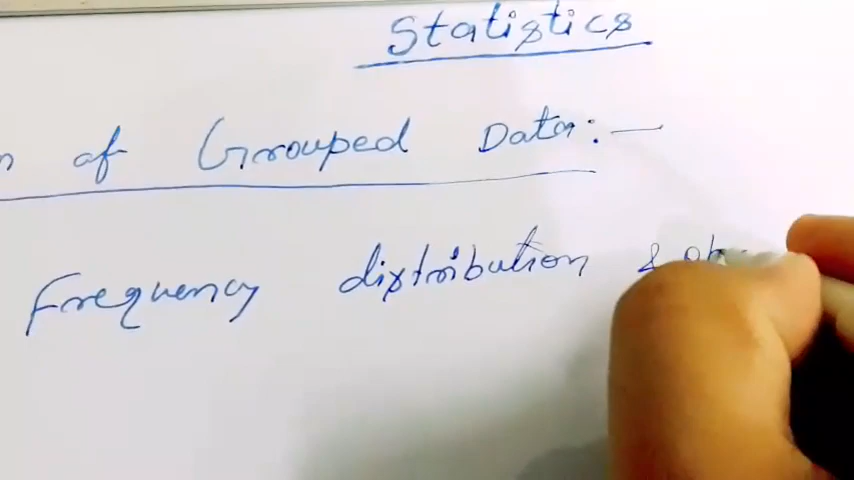 Statistics
of Grouped Data:—
Frequency distribution &